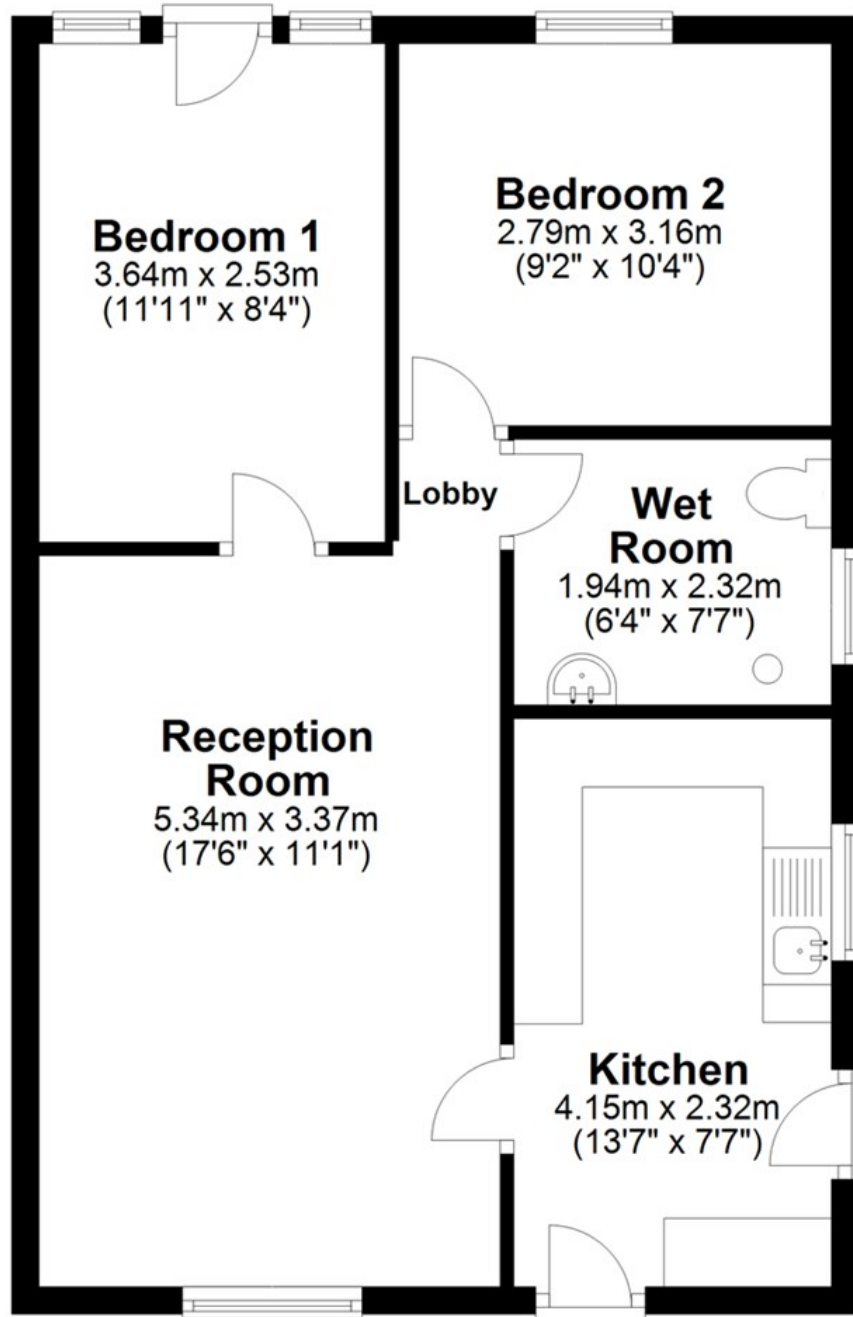 Bedroom 1
3.64m x 2.53m
(11'11" x 8'4")
Bedroom 2
2.79m x 3.16m
(9'2" x 10'4")
Lobby
Wet
Room
1.94m x 2.32m
(6'4" x 7'7")
Reception
Room
5.34m x 3.37m
(17'6" x 11'1")
Kitchen
4.15m x 2.32m
(13'7" x 7'7")